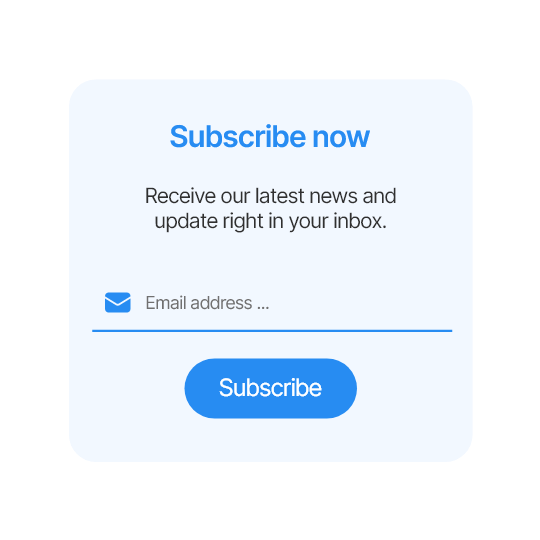 Subscribe now
Receive our latest news and
update right in your inbox.
Email address ...
Subscribe